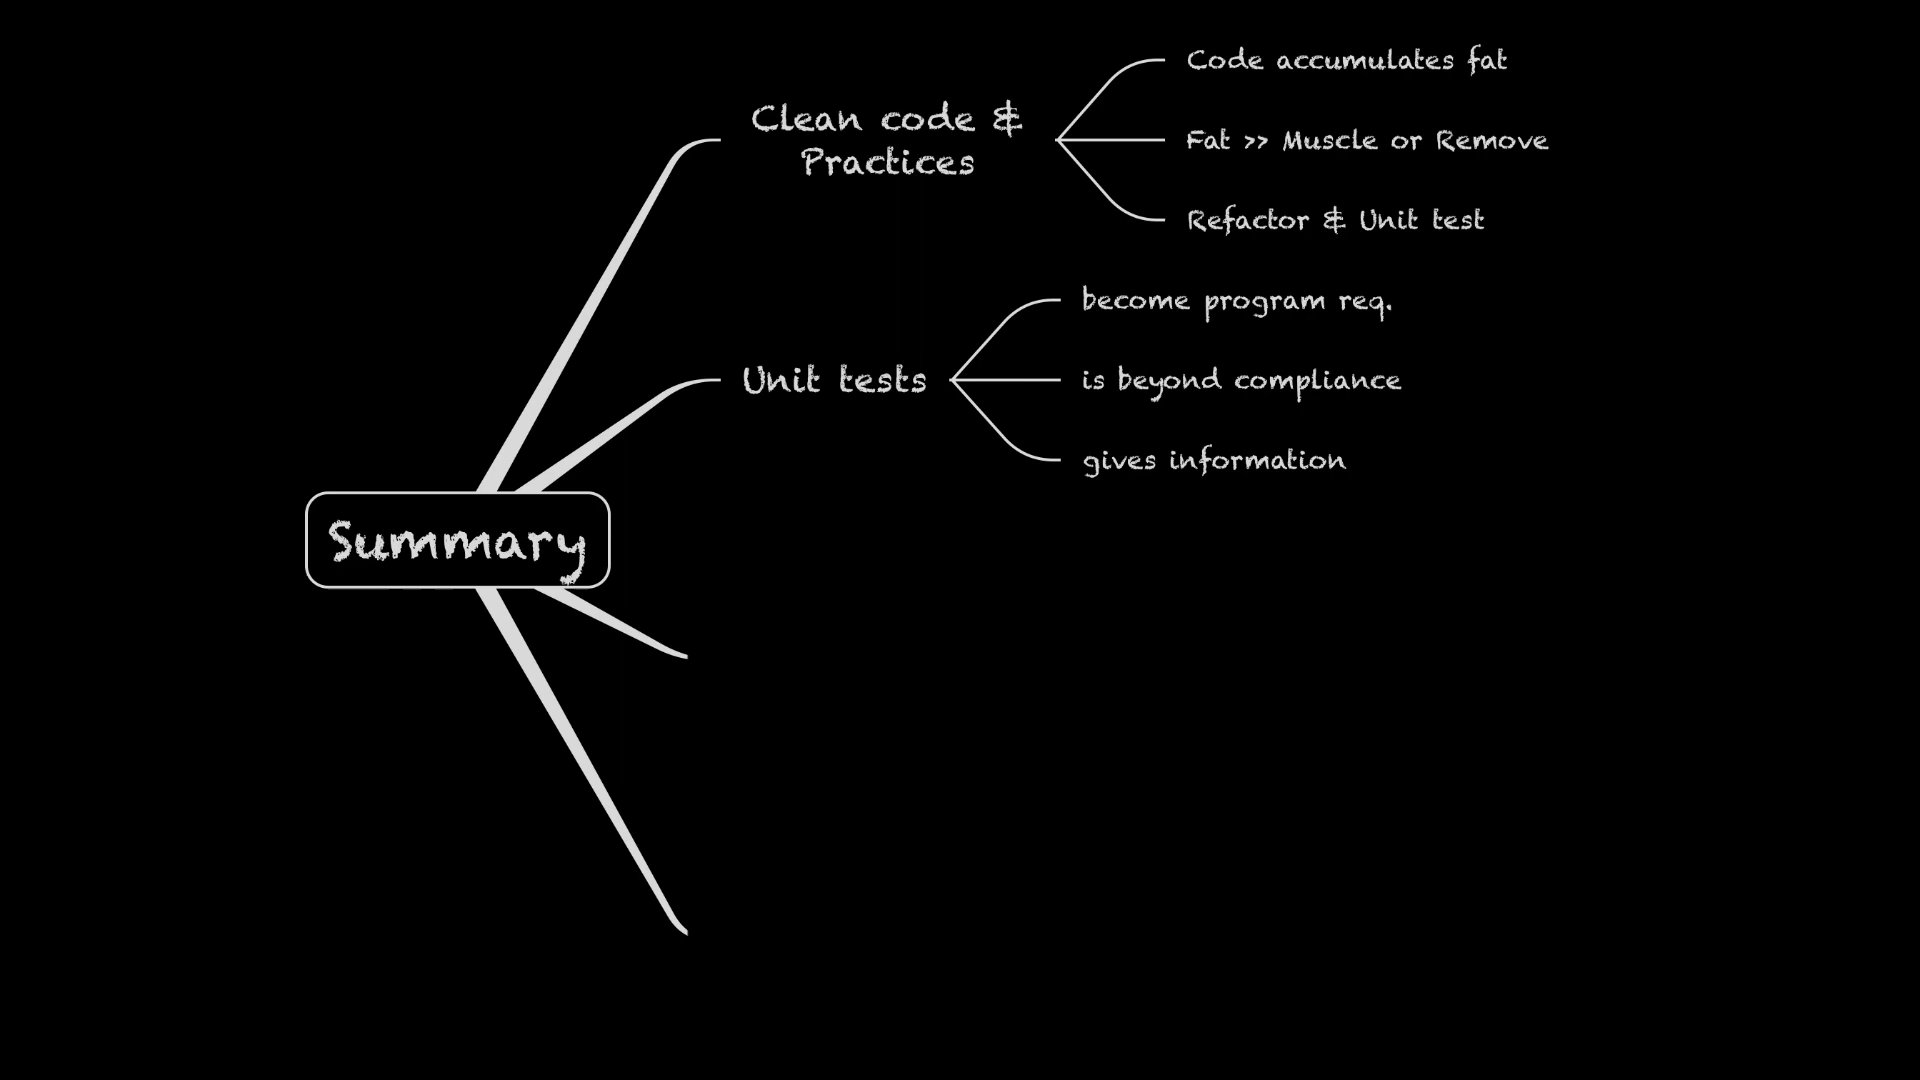 Summary
Clean code &
Practices
Code accumulates fat
Fat >> Muscle or Remove
Refactor & Unit test
Unit tests
become program req.
is beyond compliance
gives information